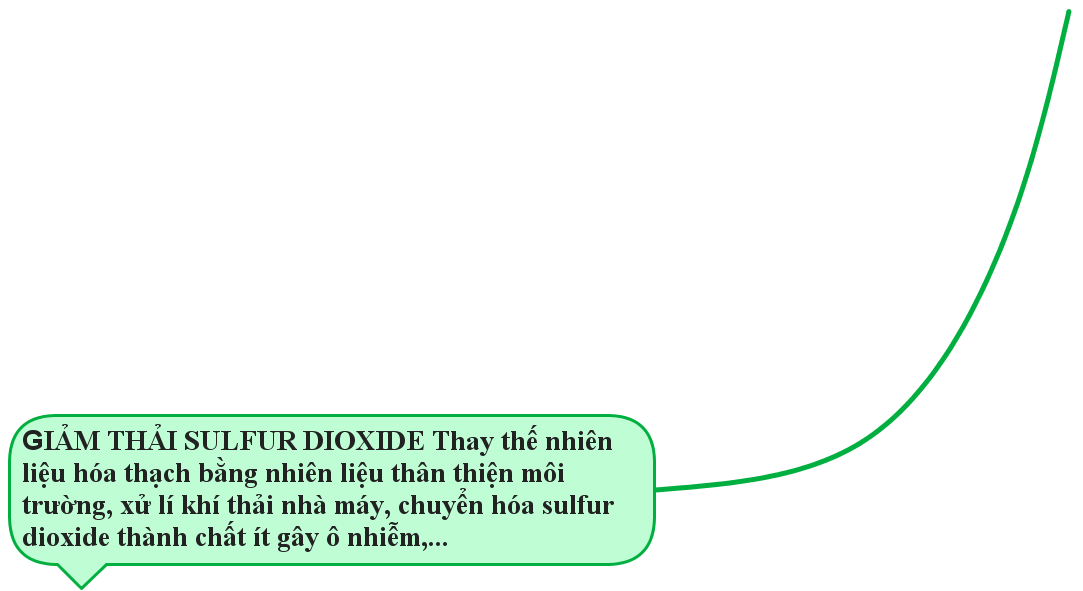 GIẢM THẢI SULFUR DIOXIDE Thay thế nhiên
liệu hóa thạch bằng nhiên liệu thân thiện môi
trường, xử lí khí thải nhà máy, chuyển hóa sulfur
dioxide thành chất ít gây ô nhiễm,...